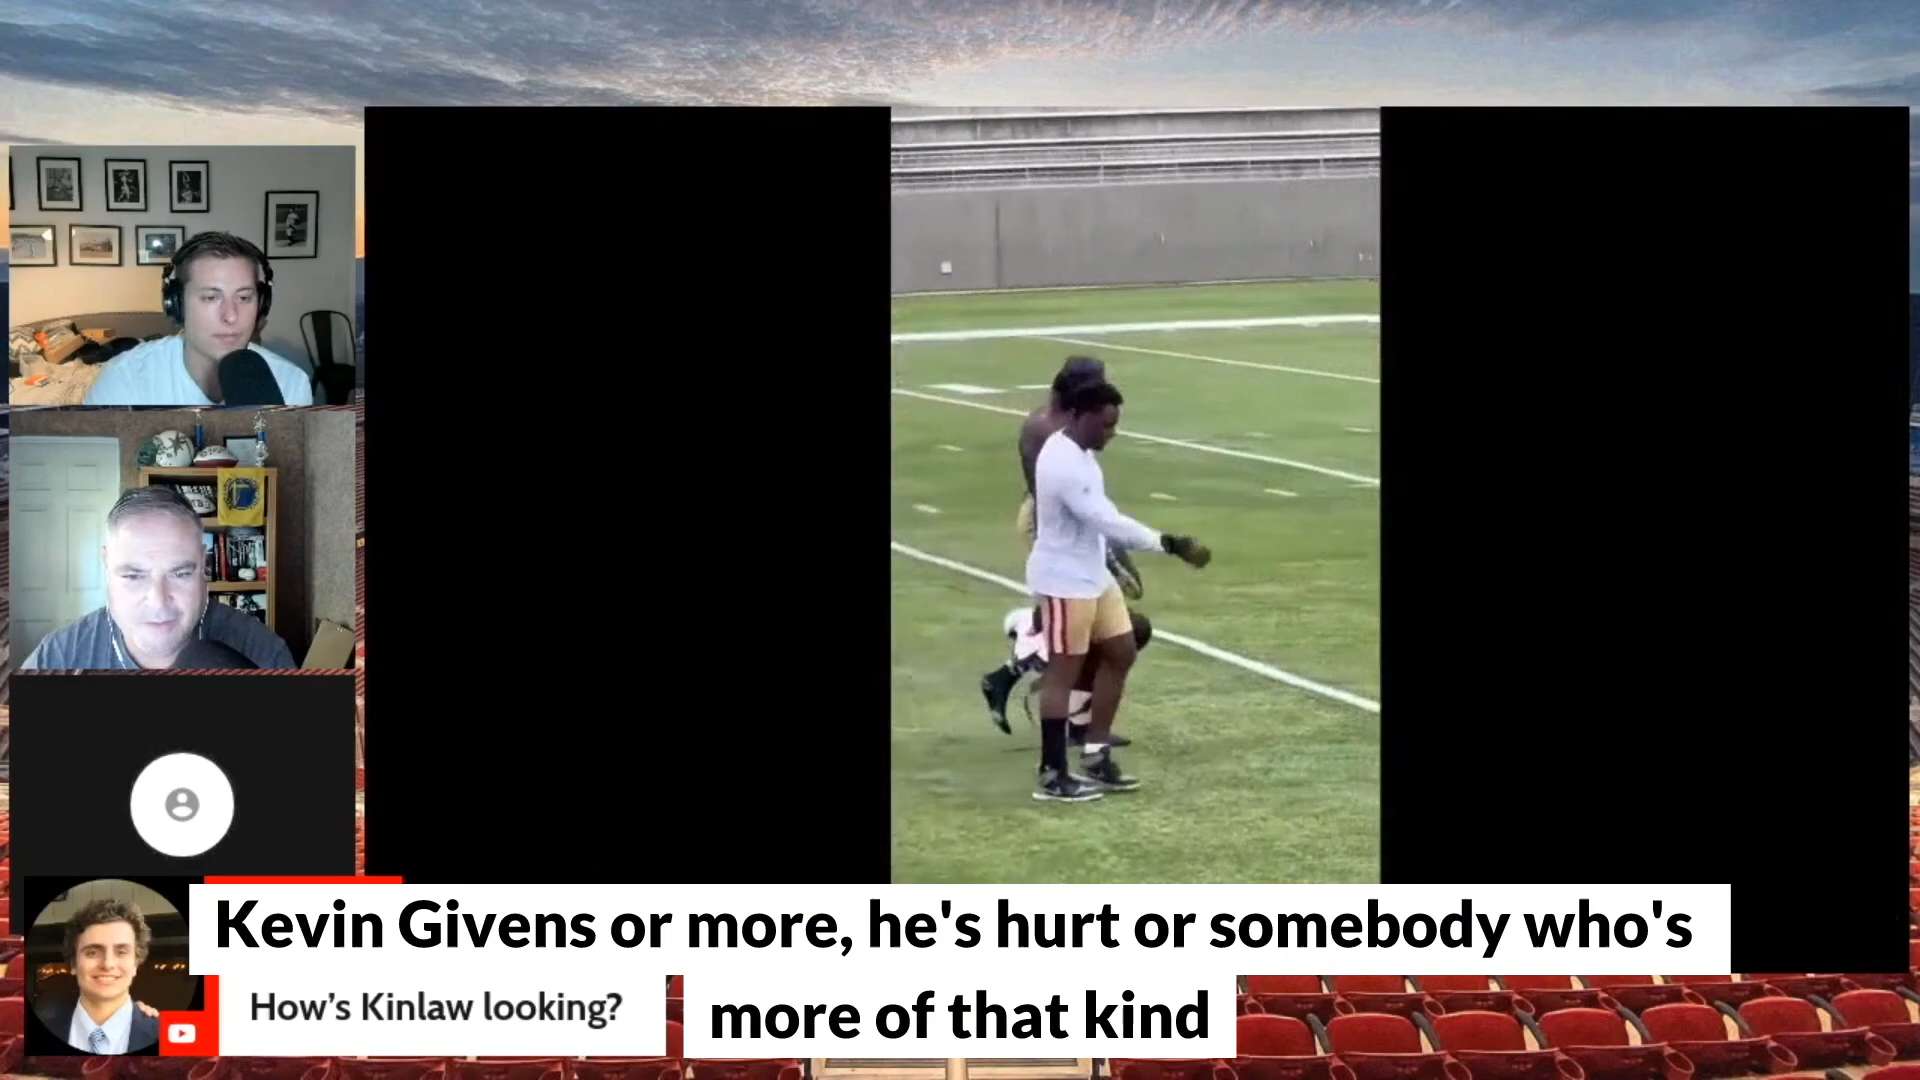 Kevin Givens or more, he's hurt or somebody who's
more of that kind
How's Kinlaw looking?